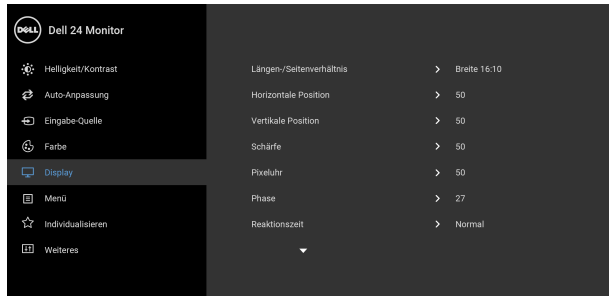 DELL Dell 24 Monitor
Helligkeit/Kontrast Längen-/Seitenverhältnis Breite 16:10
Auto-Anpassung Horizontale Position 50
Eingabe-Quelle Vertikale Position 50
Farbe Schärfe 50
Display Pixeluhr 50
Menü Phase 27
Individualisieren Reaktionszeit Normal
Weiteres